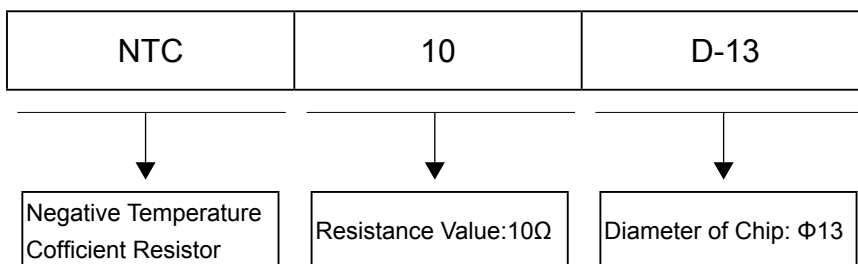 NTC
10
D-13
Negative Temperature
Cofficient Resistor
Resistance Value:10Ω
Diameter of Chip: Φ13